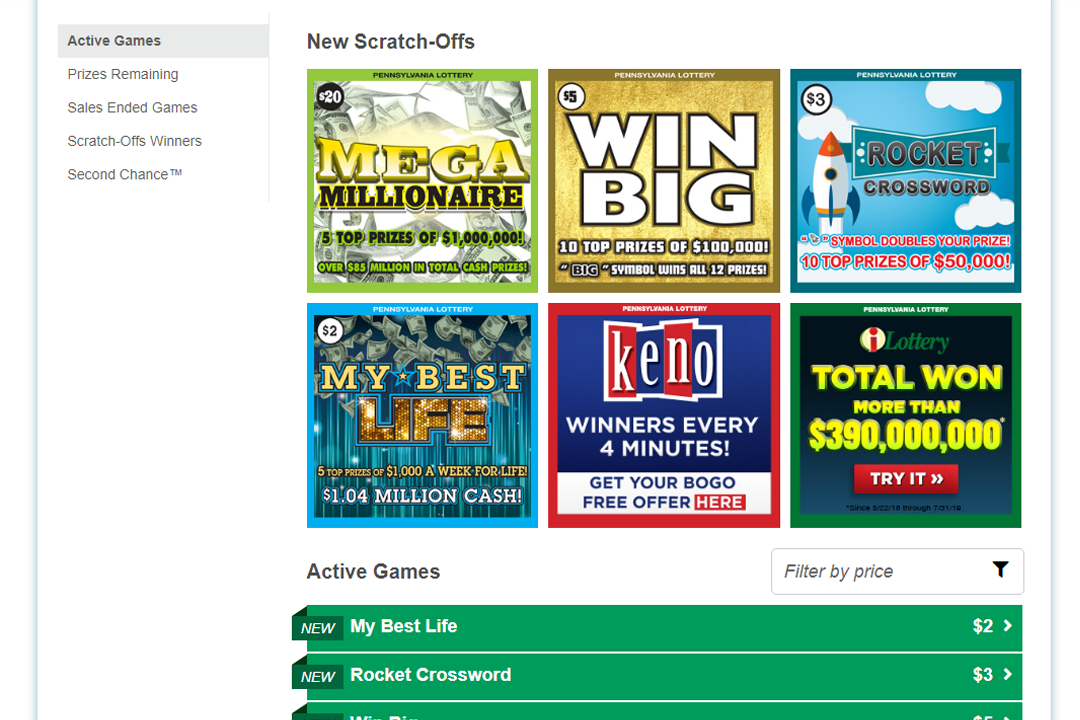 Active Games
Prizes Remaining
Sales Ended Games
Scratch-Offs Winners
Second Chance™
New Scratch-Offs
PENNSYLVANIA LOTTERY
$20
MEGA
MILLIONAIRE
5 TOP PRIZES OF $1,000,000!
OVER $85 MILLION IN TOTAL CASH PRIZES!
PENNSYLVANIA LOTTERY
$5
WIN
BIG
10 TOP PRIZES OF $100,000!
"BIG" SYMBOL WINS ALL 12 PRIZES!
PENNSYLVANIA LOTTERY
$3
ROCKET
CROSSWORD
" " SYMBOL DOUBLES YOUR PRIZE!
10 TOP PRIZES OF $50,000!
PENNSYLVANIA LOTTERY
$2
MY BEST
LIFE
5 TOP PRIZES OF $1,000 A WEEK FOR LIFE!
$1.04 MILLION CASH!
PENNSYLVANIA LOTTERY
keno
WINNERS EVERY
4 MINUTES!
GET YOUR BOGO
FREE OFFER HERE
PENNSYLVANIA LOTTERY
iLottery
TOTAL WON
MORE THAN
$390,000,000*
TRY IT »
*Since 5/22/18 through 7/31/19.
Active Games
Filter by price
NEW My Best Life $2
NEW Rocket Crossword $3
Win Big $5